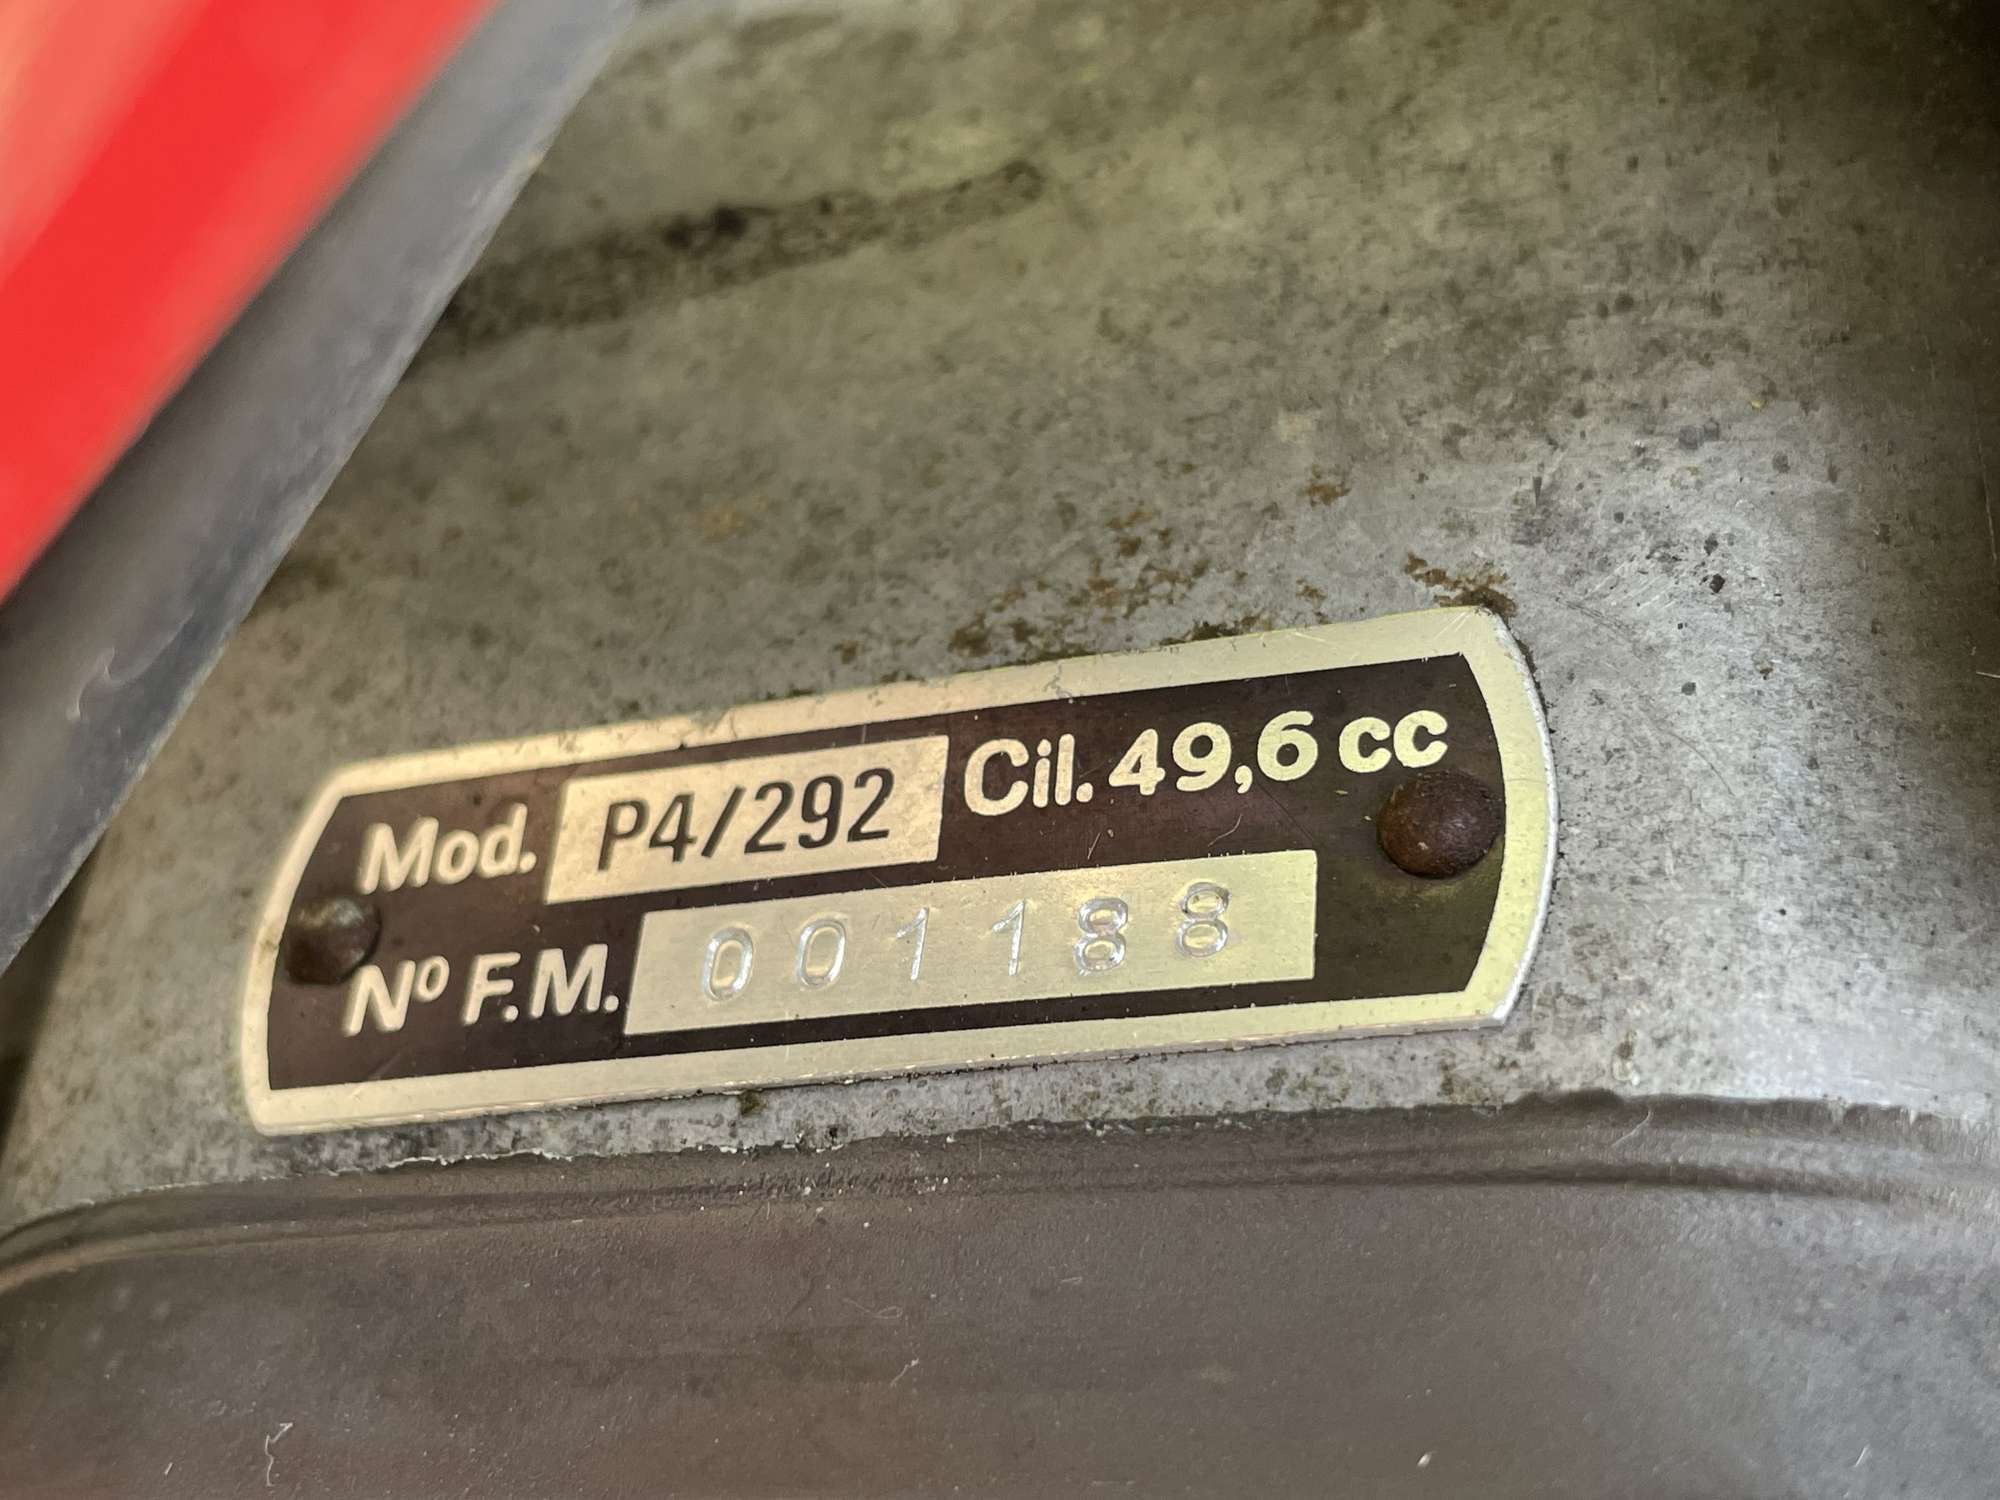 Mod. P4/292 Cil. 49,6 cc
Nº F.M. 001188